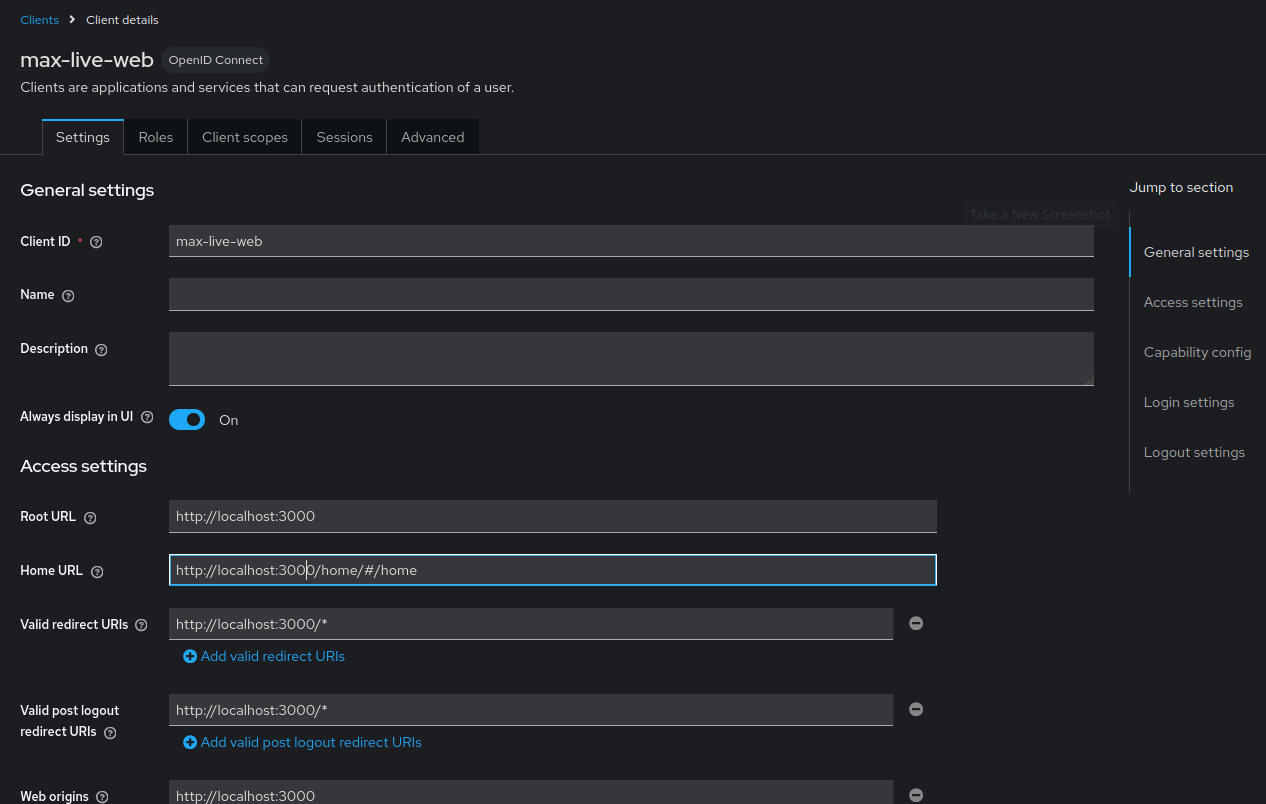 Clients > Client details
max-live-web OpenID Connect
Clients are applications and services that can request authentication of a user.
Settings Roles Client scopes Sessions Advanced
General settings
Jump to section
Take a New Screenshot
Client ID * max-live-web
General settings
Name
Access settings
Description
Capability config
Always display in UI On
Login settings
Logout settings
Access settings
Root URL http://localhost:3000
Home URL http://localhost:3000/home/#/home
Valid redirect URIs http://localhost:3000/*
Add valid redirect URIs
Valid post logout redirect URIs http://localhost:3000/*
Add valid post logout redirect URIs
Web origins http://localhost:3000